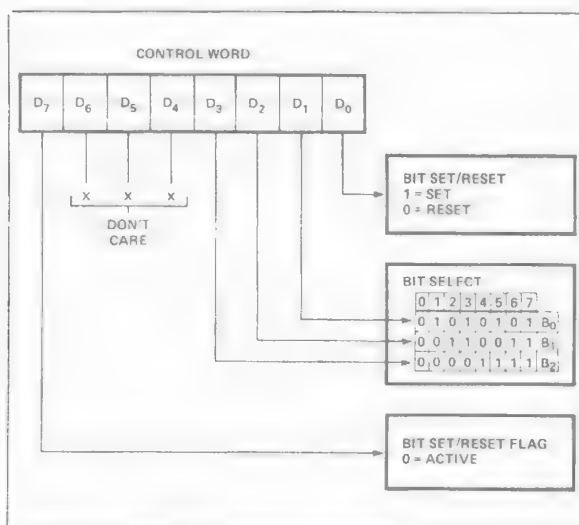 CONTROL WORD
D7 D6 D5 D4 D3 D2 D1 D0
X X X
DON'T
CARE
BIT SET/RESET
1 = SET
0 = RESET
BIT SELECT
0 1 2 3 4 5 6 7
0 1 0 1 0 1 0 1 B0
0 0 1 1 0 0 1 1 B1
0 0 0 0 1 1 1 1 B2
BIT SET/RESET FLAG
0 = ACTIVE